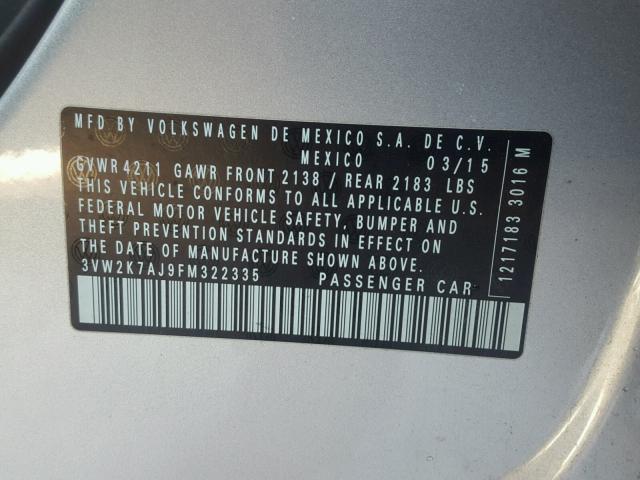 MFD BY VOLKSWAGEN DE MEXICO S.A. DE C.V.
MEXICO 03/15
GVWR 4211 GAWR FRONT 2138 / REAR 2183 LBS
THIS VEHICLE CONFORMS TO ALL APPLICABLE U.S.
FEDERAL MOTOR VEHICLE SAFETY, BUMPER AND
THEFT PREVENTION STANDARDS IN EFFECT ON
THE DATE OF MANUFACTURE
3VW2K7AJ9FM322335 PASSENGER CAR
1217183 3016 M